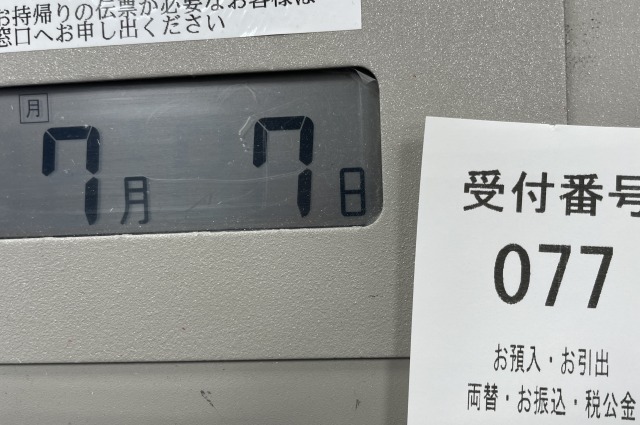 お持帰りの伝票が必要なお客様は
窓口へお申し出ください
月
7月 7日
受付番号
077
お預入・お引出
両替・お振込・税公金